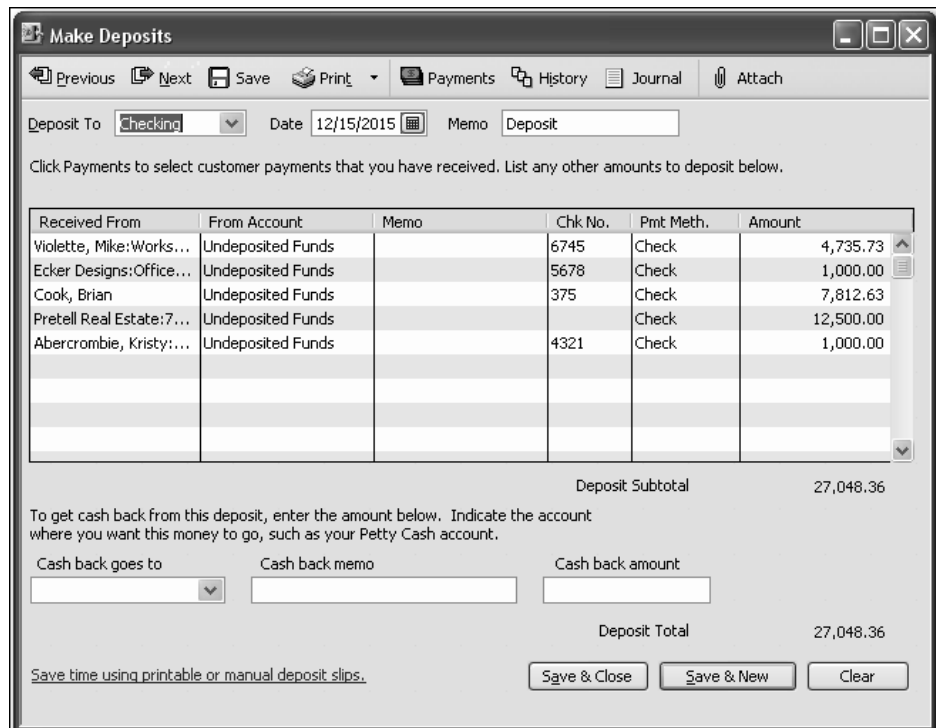 Make Deposits
Previous Next Save Print Payments History Journal Attach
Deposit To Checking Date 12/15/2015 Memo Deposit
Click Payments to select customer payments that you have received. List any other amounts to deposit below.
Received From From Account Memo Chk No. Pmt Meth. Amount
Violette, Mike:Works... Undeposited Funds 6745 Check 4,735.73
Ecker Designs:Office... Undeposited Funds 5678 Check 1,000.00
Cook, Brian Undeposited Funds 375 Check 7,812.63
Pretell Real Estate:7... Undeposited Funds Check 12,500.00
Abercrombie, Kristy:... Undeposited Funds 4321 Check 1,000.00
Deposit Subtotal 27,048.36
To get cash back from this deposit, enter the amount below. Indicate the account
where you want this money to go, such as your Petty Cash account.
Cash back goes to Cash back memo Cash back amount
Deposit Total 27,048.36
Save time using printable or manual deposit slips. Save & Close Save & New Clear